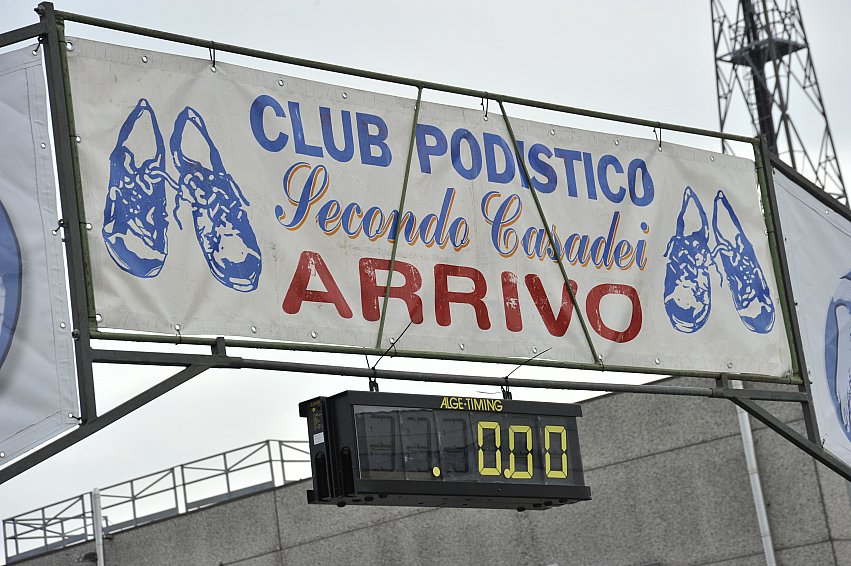 CLUB PODISTICO
Secondo Casadei
ARRIVO
ALGE-TIMING
.0.00